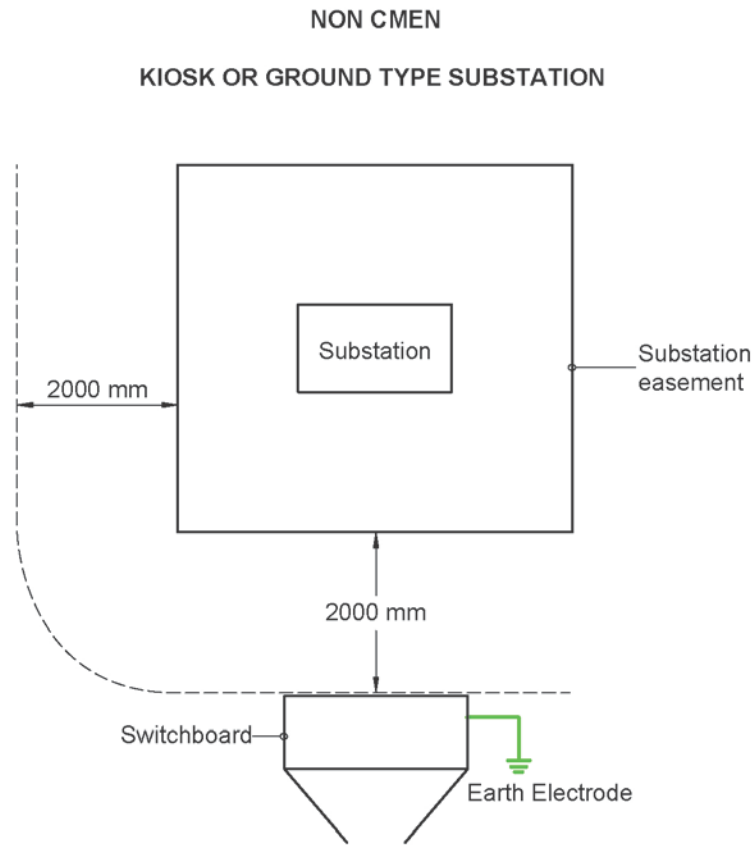 NON CMEN
KIOSK OR GROUND TYPE SUBSTATION
Substation
Substation
easement
2000 mm
2000 mm
Switchboard
Earth Electrode